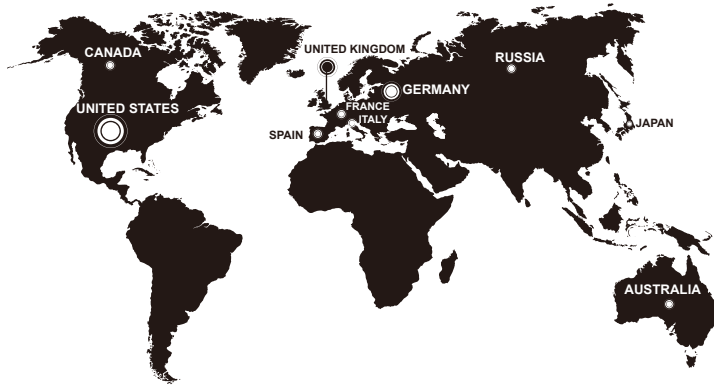 CANADA
UNITED KINGDOM
RUSSIA
GERMANY
UNITED STATES
FRANCE
ITALY
SPAIN
JAPAN
AUSTRALIA